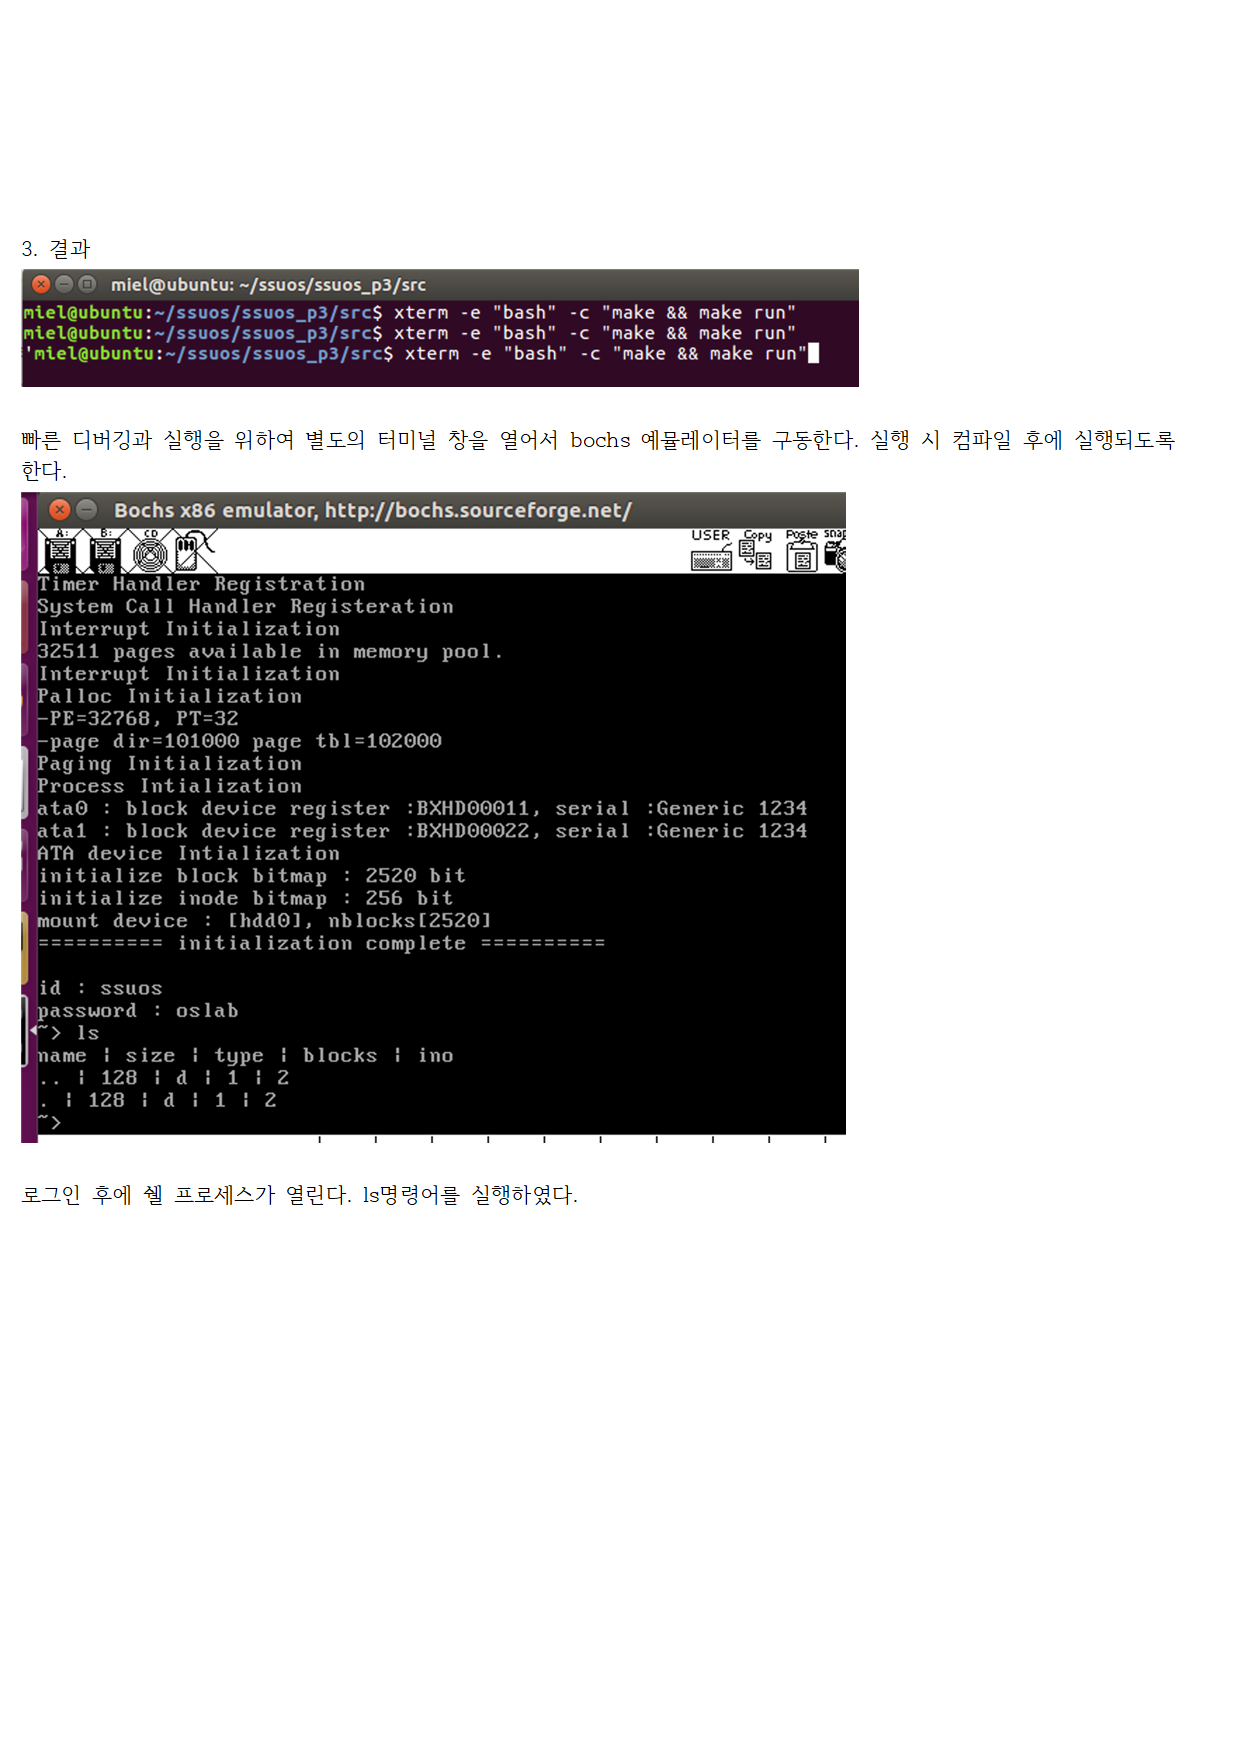 3. 결과
miel@ubuntu: ~/ssuos/ssuos_p3/src
miel@ubuntu:~/ssuos/ssuos_p3/src$ xterm -e "bash" -c "make && make run"
miel@ubuntu:~/ssuos/ssuos_p3/src$ xterm -e "bash" -c "make && make run"
'miel@ubuntu:~/ssuos/ssuos_p3/src$ xterm -e "bash" -c "make && make run"
빠른 디버깅과 실행을 위하여 별도의 터미널 창을 열어서 bochs 에뮬레이터를 구동한다. 실행 시 컴파일 후에 실행되도록
한다.
Bochs x86 emulator, http://bochs.sourceforge.net/
A: B: CD USER Copy Paste snap
Timer Handler Registration
System Call Handler Registeration
Interrupt Initialization
32511 pages available in memory pool.
Interrupt Initialization
Palloc Initialization
-PE=32768, PT=32
-page dir=101000 page tbl=102000
Paging Initialization
Process Intialization
ata0 : block device register :BXHD00011, serial :Generic 1234
ata1 : block device register :BXHD00022, serial :Generic 1234
ATA device Intialization
initialize block bitmap : 2520 bit
initialize inode bitmap : 256 bit
mount device : [hdd0], nblocks[2520]
========== initialization complete ==========
id : ssuos
password : oslab
~> ls
name | size | type | blocks | ino
.. | 128 | d | 1 | 2
. | 128 | d | 1 | 2
~>
로그인 후에 쉘 프로세스가 열린다. ls명령어를 실행하였다.